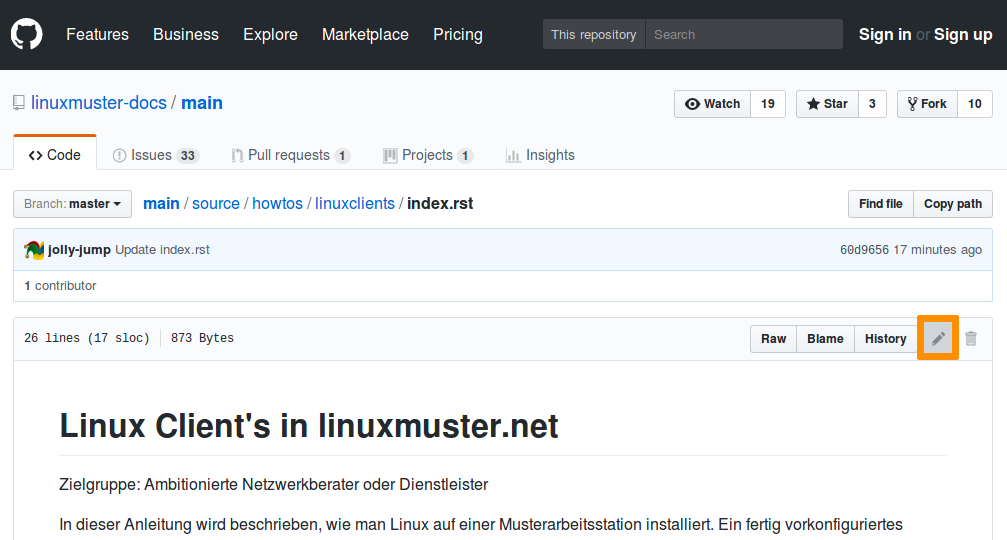 Features Business Explore Marketplace Pricing This repository Search Sign in or Sign up
linuxmuster-docs / main Watch 19 Star 3 Fork 10
Code Issues 33 Pull requests 1 Projects 1 Insights
Branch: master main / source / howtos / linuxclients / index.rst Find file Copy path
jolly-jump Update index.rst 60d9656 17 minutes ago
1 contributor
26 lines (17 sloc) 873 Bytes Raw Blame History
Linux Client's in linuxmuster.net
Zielgruppe: Ambitionierte Netzwerkberater oder Dienstleister
In dieser Anleitung wird beschrieben, wie man Linux auf einer Musterarbeitsstation installiert. Ein fertig vorkonfiguriertes